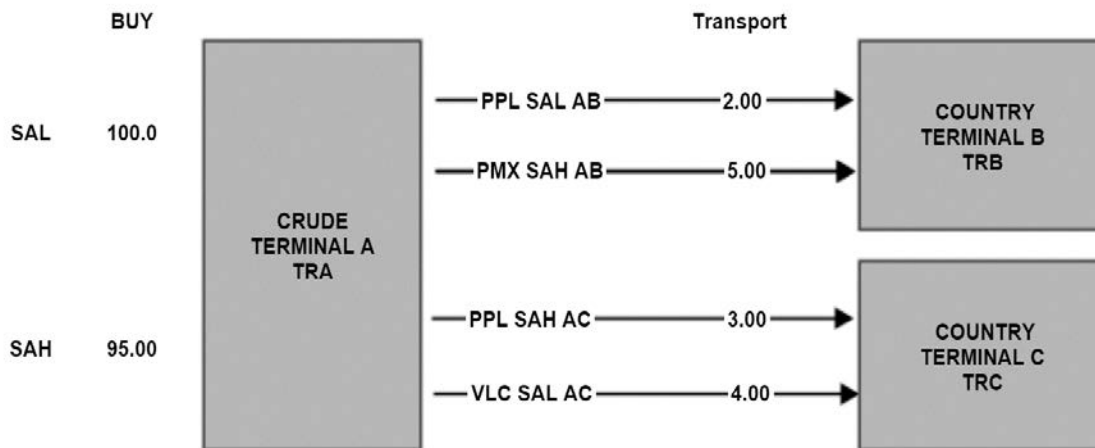 BUY Transport
PPL SAL AB 2.00
SAL 100.0
PMX SAH AB 5.00
COUNTRY
TERMINAL B
TRB
CRUDE
TERMINAL A
TRA
PPL SAH AC 3.00
SAH 95.00
VLC SAL AC 4.00
COUNTRY
TERMINAL C
TRC